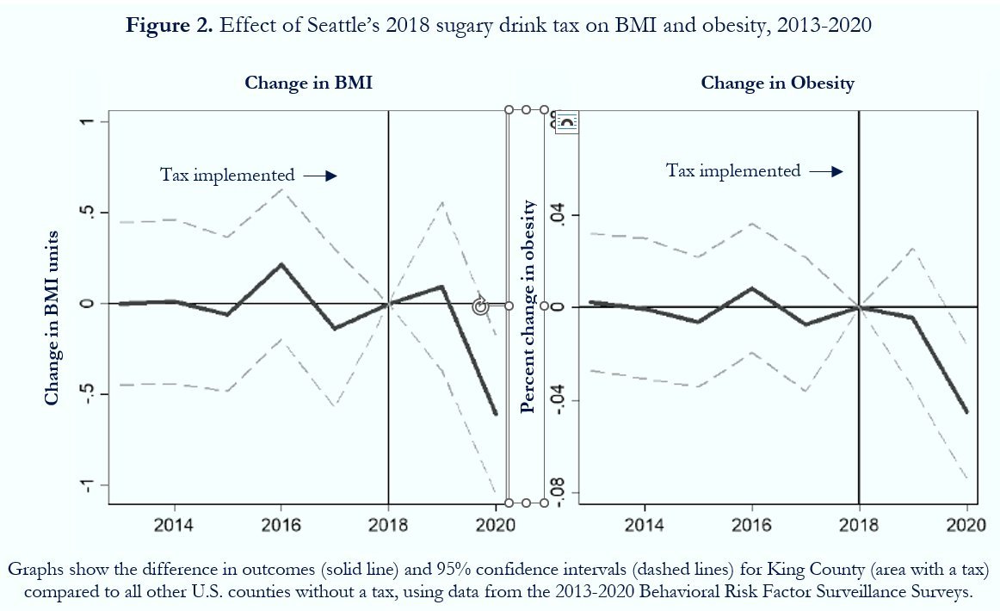 Figure 2. Effect of Seattle's 2018 sugary drink tax on BMI and obesity, 2013-2020
Change in BMI
Change in BMI units
1
.5
0
-.5
-1
Tax implemented
2014 2016 2018 2020
Change in Obesity
Percent change in obesity
.04
0
-.04
-.08
Tax implemented
2014 2016 2018 2020
Graphs show the difference in outcomes (solid line) and 95% confidence intervals (dashed lines) for King County (area with a tax)
compared to all other U.S. counties without a tax, using data from the 2013-2020 Behavioral Risk Factor Surveillance Surveys.